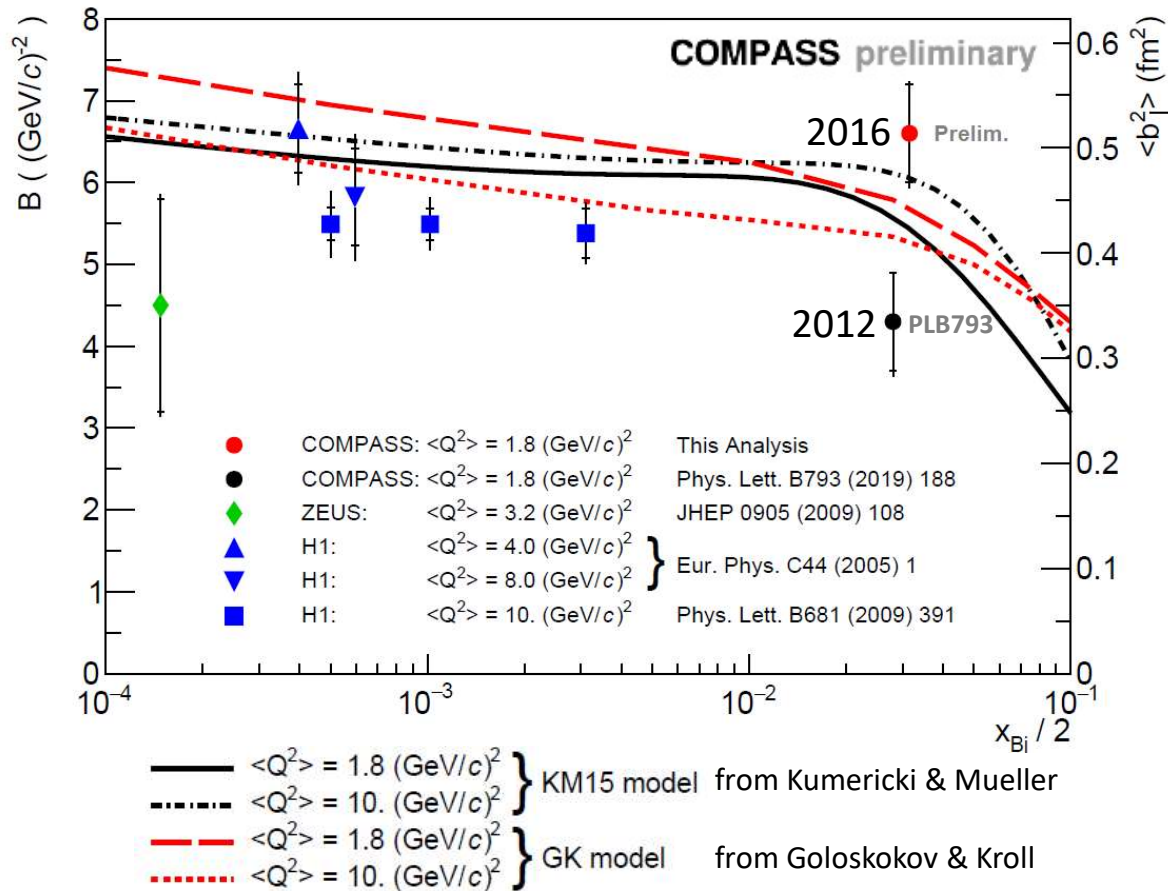 COMPASS preliminary
B ( (GeV/c)⁻²)
<b²⊥> (fm²)
8
7
6
5
4
3
2
1
0
0.6
0.5
0.4
0.3
0.2
0.1
0
2016 Prelim.
2012 PLB793
COMPASS: <Q²> = 1.8 (GeV/c)² This Analysis
COMPASS: <Q²> = 1.8 (GeV/c)² Phys. Lett. B793 (2019) 188
ZEUS: <Q²> = 3.2 (GeV/c)² JHEP 0905 (2009) 108
H1: <Q²> = 4.0 (GeV/c)²
} Eur. Phys. C44 (2005) 1
H1: <Q²> = 8.0 (GeV/c)²
H1: <Q²> = 10. (GeV/c)² Phys. Lett. B681 (2009) 391
10⁻⁴ 10⁻³ 10⁻² 10⁻¹
x_Bj / 2
<Q²> = 1.8 (GeV/c)²
} KM15 model from Kumericki & Mueller
<Q²> = 10. (GeV/c)²
<Q²> = 1.8 (GeV/c)²
} GK model from Goloskokov & Kroll
<Q²> = 10. (GeV/c)²